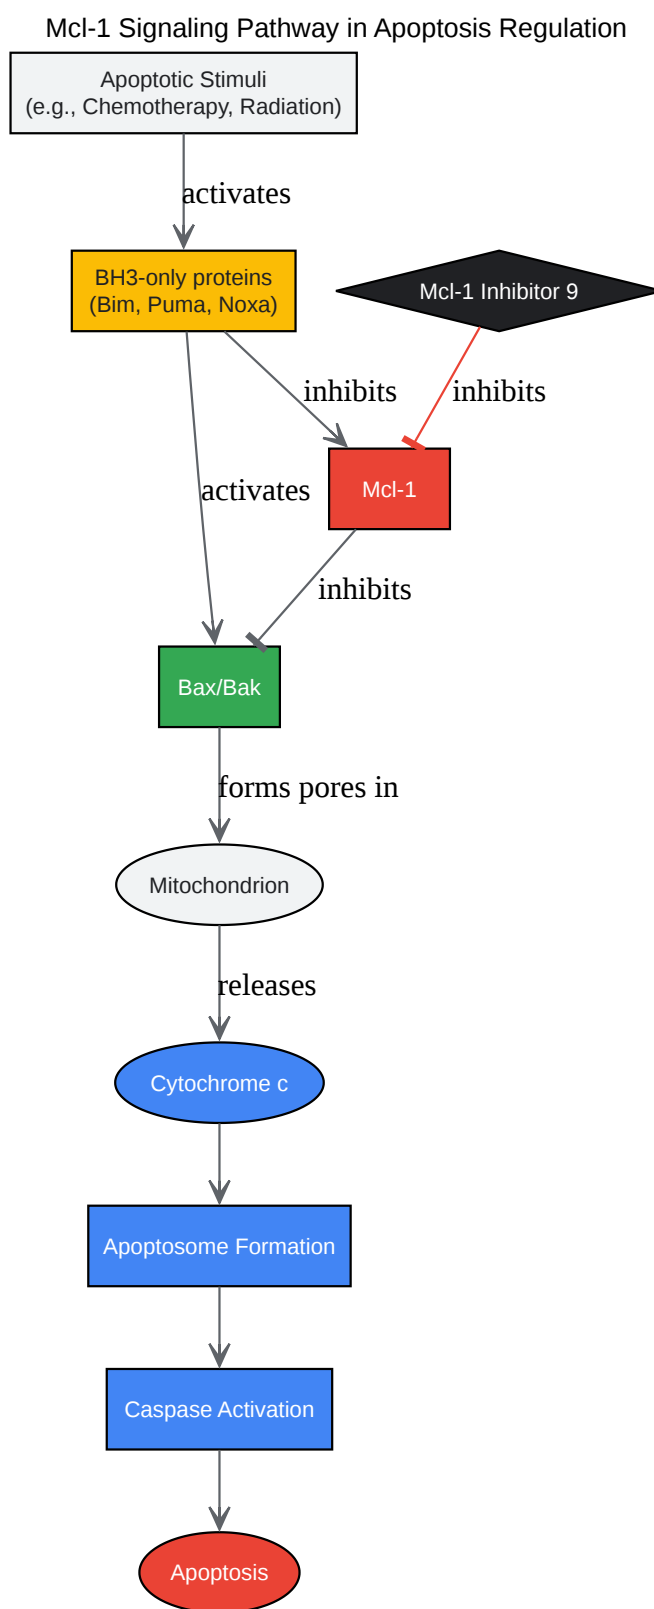 Mcl-1 Signaling Pathway in Apoptosis Regulation
Apoptotic Stimuli
(e.g., Chemotherapy, Radiation)
activates
BH3-only proteins
(Bim, Puma, Noxa)
Mcl-1 Inhibitor 9
inhibits
inhibits
Mcl-1
activates
inhibits
Bax/Bak
forms pores in
Mitochondrion
releases
Cytochrome c
Apoptosome Formation
Caspase Activation
Apoptosis